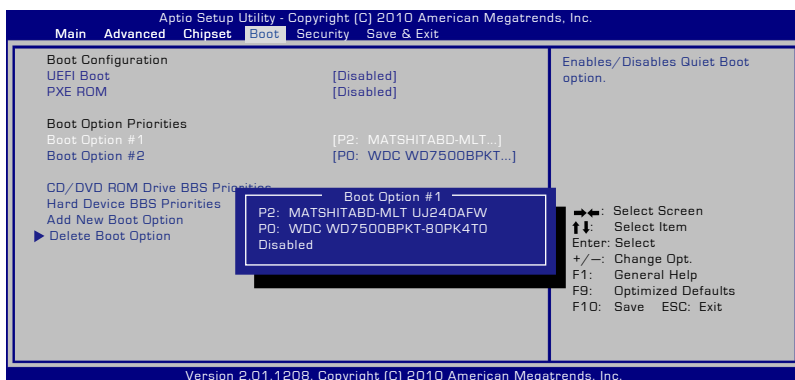 Aptio Setup Utility - Copyright (C) 2010 American Megatrends, Inc.
Main Advanced Chipset Boot Security Save & Exit
Boot Configuration
UEFI Boot [Disabled]
PXE ROM [Disabled]
Boot Option Priorities
Boot Option #1 [P2: MATSHITABD-MLT...]
Boot Option #2 [P0: WDC WD7500BPKT...]
CD/DVD ROM Drive BBS Priorities
Hard Device BBS Priorities
Add New Boot Option
Delete Boot Option
Boot Option #1
P2: MATSHITABD-MLT UJ240AFW
P0: WDC WD7500BPKT-80PK4T0
Disabled
Enables/Disables Quiet Boot
option.
→←: Select Screen
↑↓: Select Item
Enter: Select
+/—: Change Opt.
F1: General Help
F9: Optimized Defaults
F10: Save ESC: Exit
Version 2.01.1208. Copyright (C) 2010 American Megatrends, Inc.